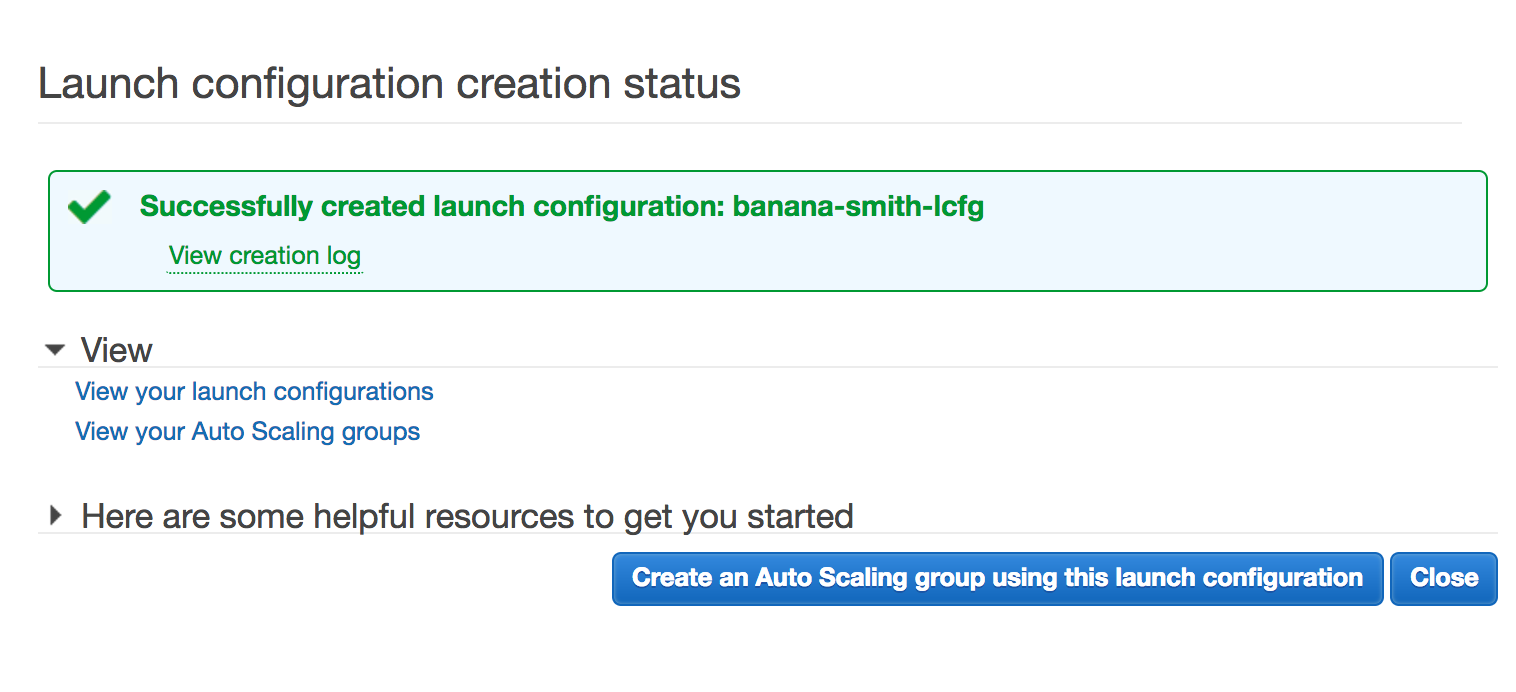 Launch configuration creation status
Successfully created launch configuration: banana-smith-lcfg
View creation log
View
View your launch configurations
View your Auto Scaling groups
Here are some helpful resources to get you started
Create an Auto Scaling group using this launch configuration Close